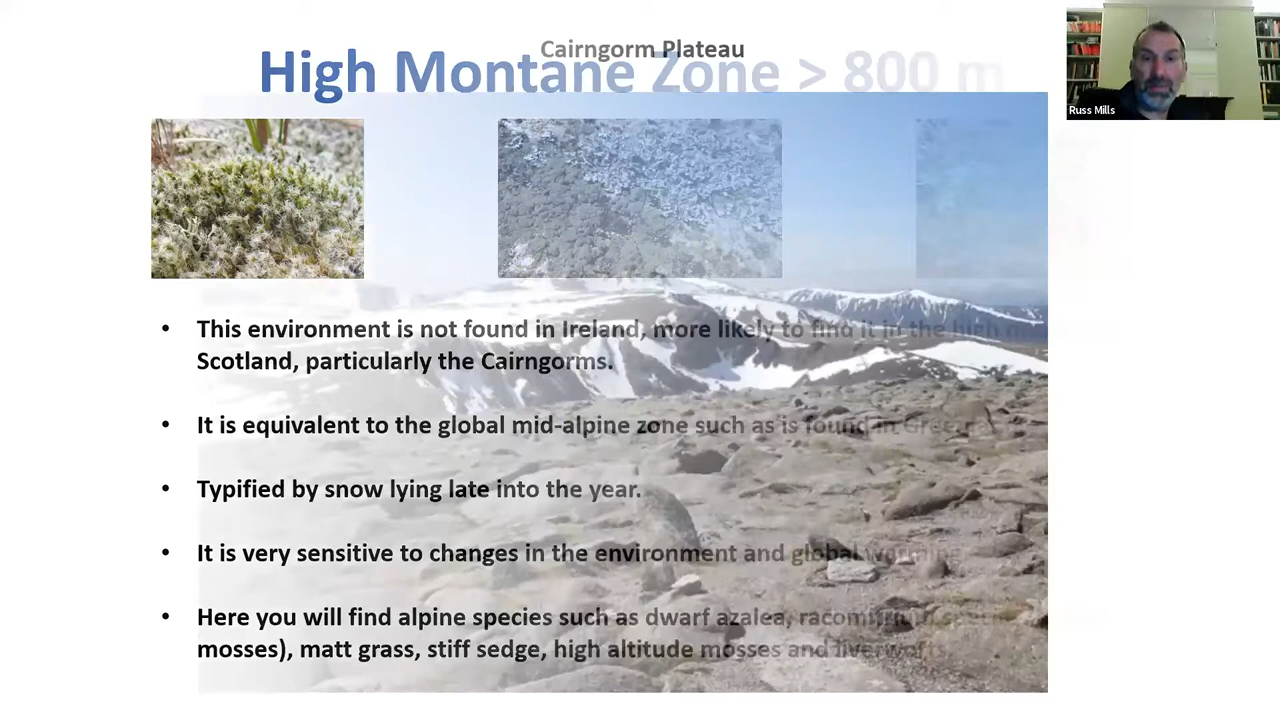 Cairngorm Plateau
High Montane Zone > 800 m
Russ Mills
• This environment is not found in Ireland, more likely to find it in the high
Scotland, particularly the Cairngorms.
• It is equivalent to the global mid-alpine zone such as is found in
• Typified by snow lying late into the year.
• It is very sensitive to changes in the environment and global warming
• Here you will find alpine species such as dwarf azalea,
mosses), matt grass, stiff sedge, high altitude mosses and liverworts.